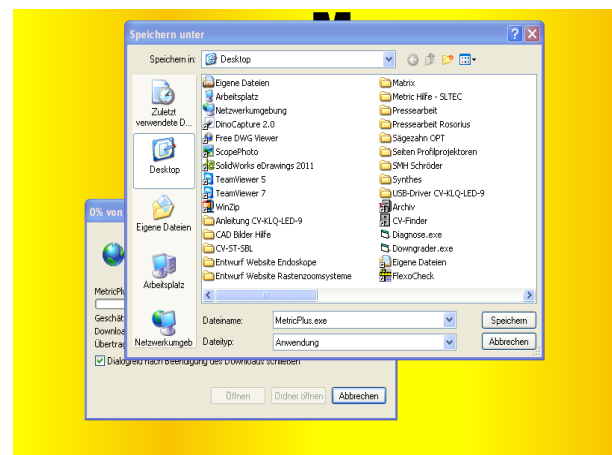 Speichern unter
Speichern in:
Desktop
Zuletzt
verwendete D...
Desktop
Eigene Dateien
Arbeitsplatz
Netzwerkumgeb
Eigene Dateien
Arbeitsplatz
Netzwerkumgebung
DinoCapture 2.0
Free DWG Viewer
ScopePhoto
SolidWorks eDrawings 2011
TeamViewer 5
TeamViewer 7
WinZip
Anleitung CV-KLQ-LED-9
CAD Bilder Hilfe
CV-ST-SBL
Entwurf Website Endoskope
Entwurf Website Rastenzoomsysteme
Matrix
Metric Hilfe - SLTEC
Pressearbeit
Pressearbeit Rosorius
Sägezahn OPT
Seiten Profilprojektoren
SMH Schröder
Synthes
USB-Driver CV-KLQ-LED-9
Archiv
CV-Finder
Diagnose.exe
Downgrader.exe
Eigene Dateien
FlexoCheck
Dateiname:
MetricPlus.exe
Speichern
Dateityp:
Anwendung
Abbrechen
0% von
MetricPlu
Geschät
Downloa
Übertrag
Dialogfeld nach Beendigung des Downloads schließen
Öffnen
Ordner öffnen
Abbrechen